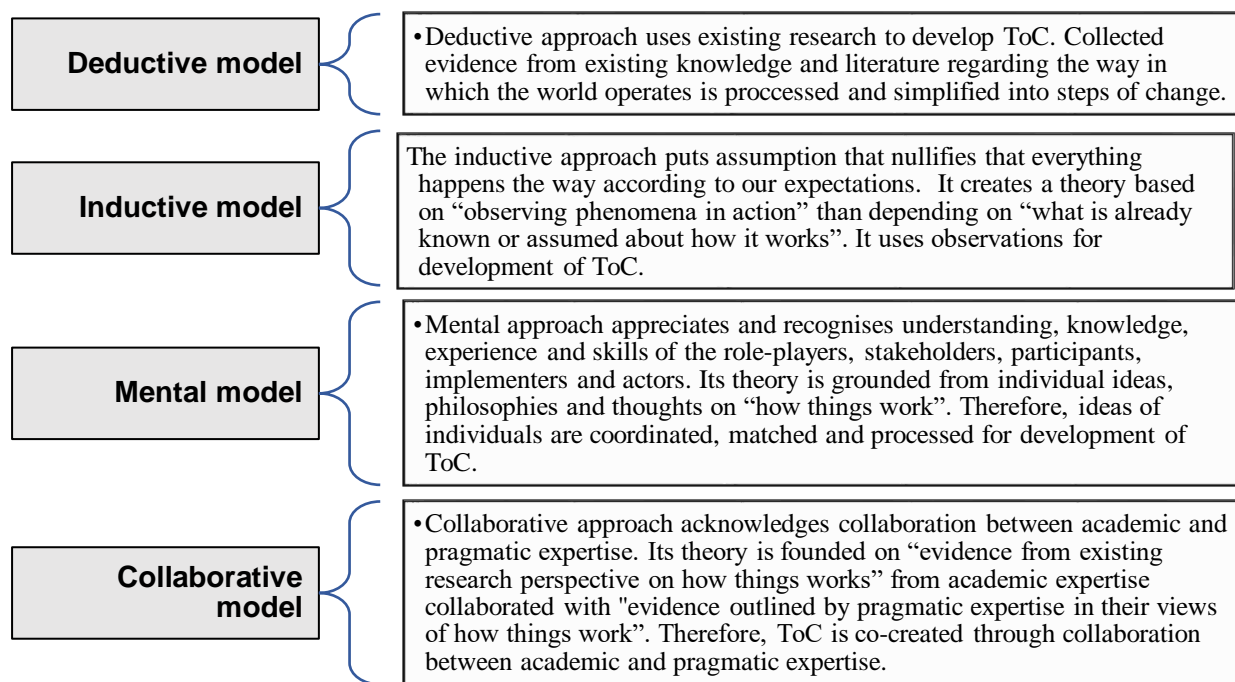 Deductive model
•Deductive approach uses existing research to develop ToC. Collected
evidence from existing knowledge and literature regarding the way in
which the world operates is proccessed and simplified into steps of change.
Inductive model
The inductive approach puts assumption that nullifies that everything
happens the way according to our expectations.  It creates a theory based
on “observing phenomena in action” than depending on “what is already
known or assumed about how it works”. It uses observations for
development of ToC.
Mental model
•Mental approach appreciates and recognises understanding, knowledge,
experience and skills of the role-players, stakeholders, participants,
implementers and actors. Its theory is grounded from individual ideas,
philosophies and thoughts on “how things work”. Therefore, ideas of
individuals are coordinated, matched and processed for development of
ToC.
Collaborative
model
•Collaborative approach acknowledges collaboration between academic and
pragmatic expertise. Its theory is founded on “evidence from existing
research perspective on how things works” from academic expertise
collaborated with "evidence outlined by pragmatic expertise in their views
of how things work”. Therefore, ToC is co-created through collaboration
between academic and pragmatic expertise.